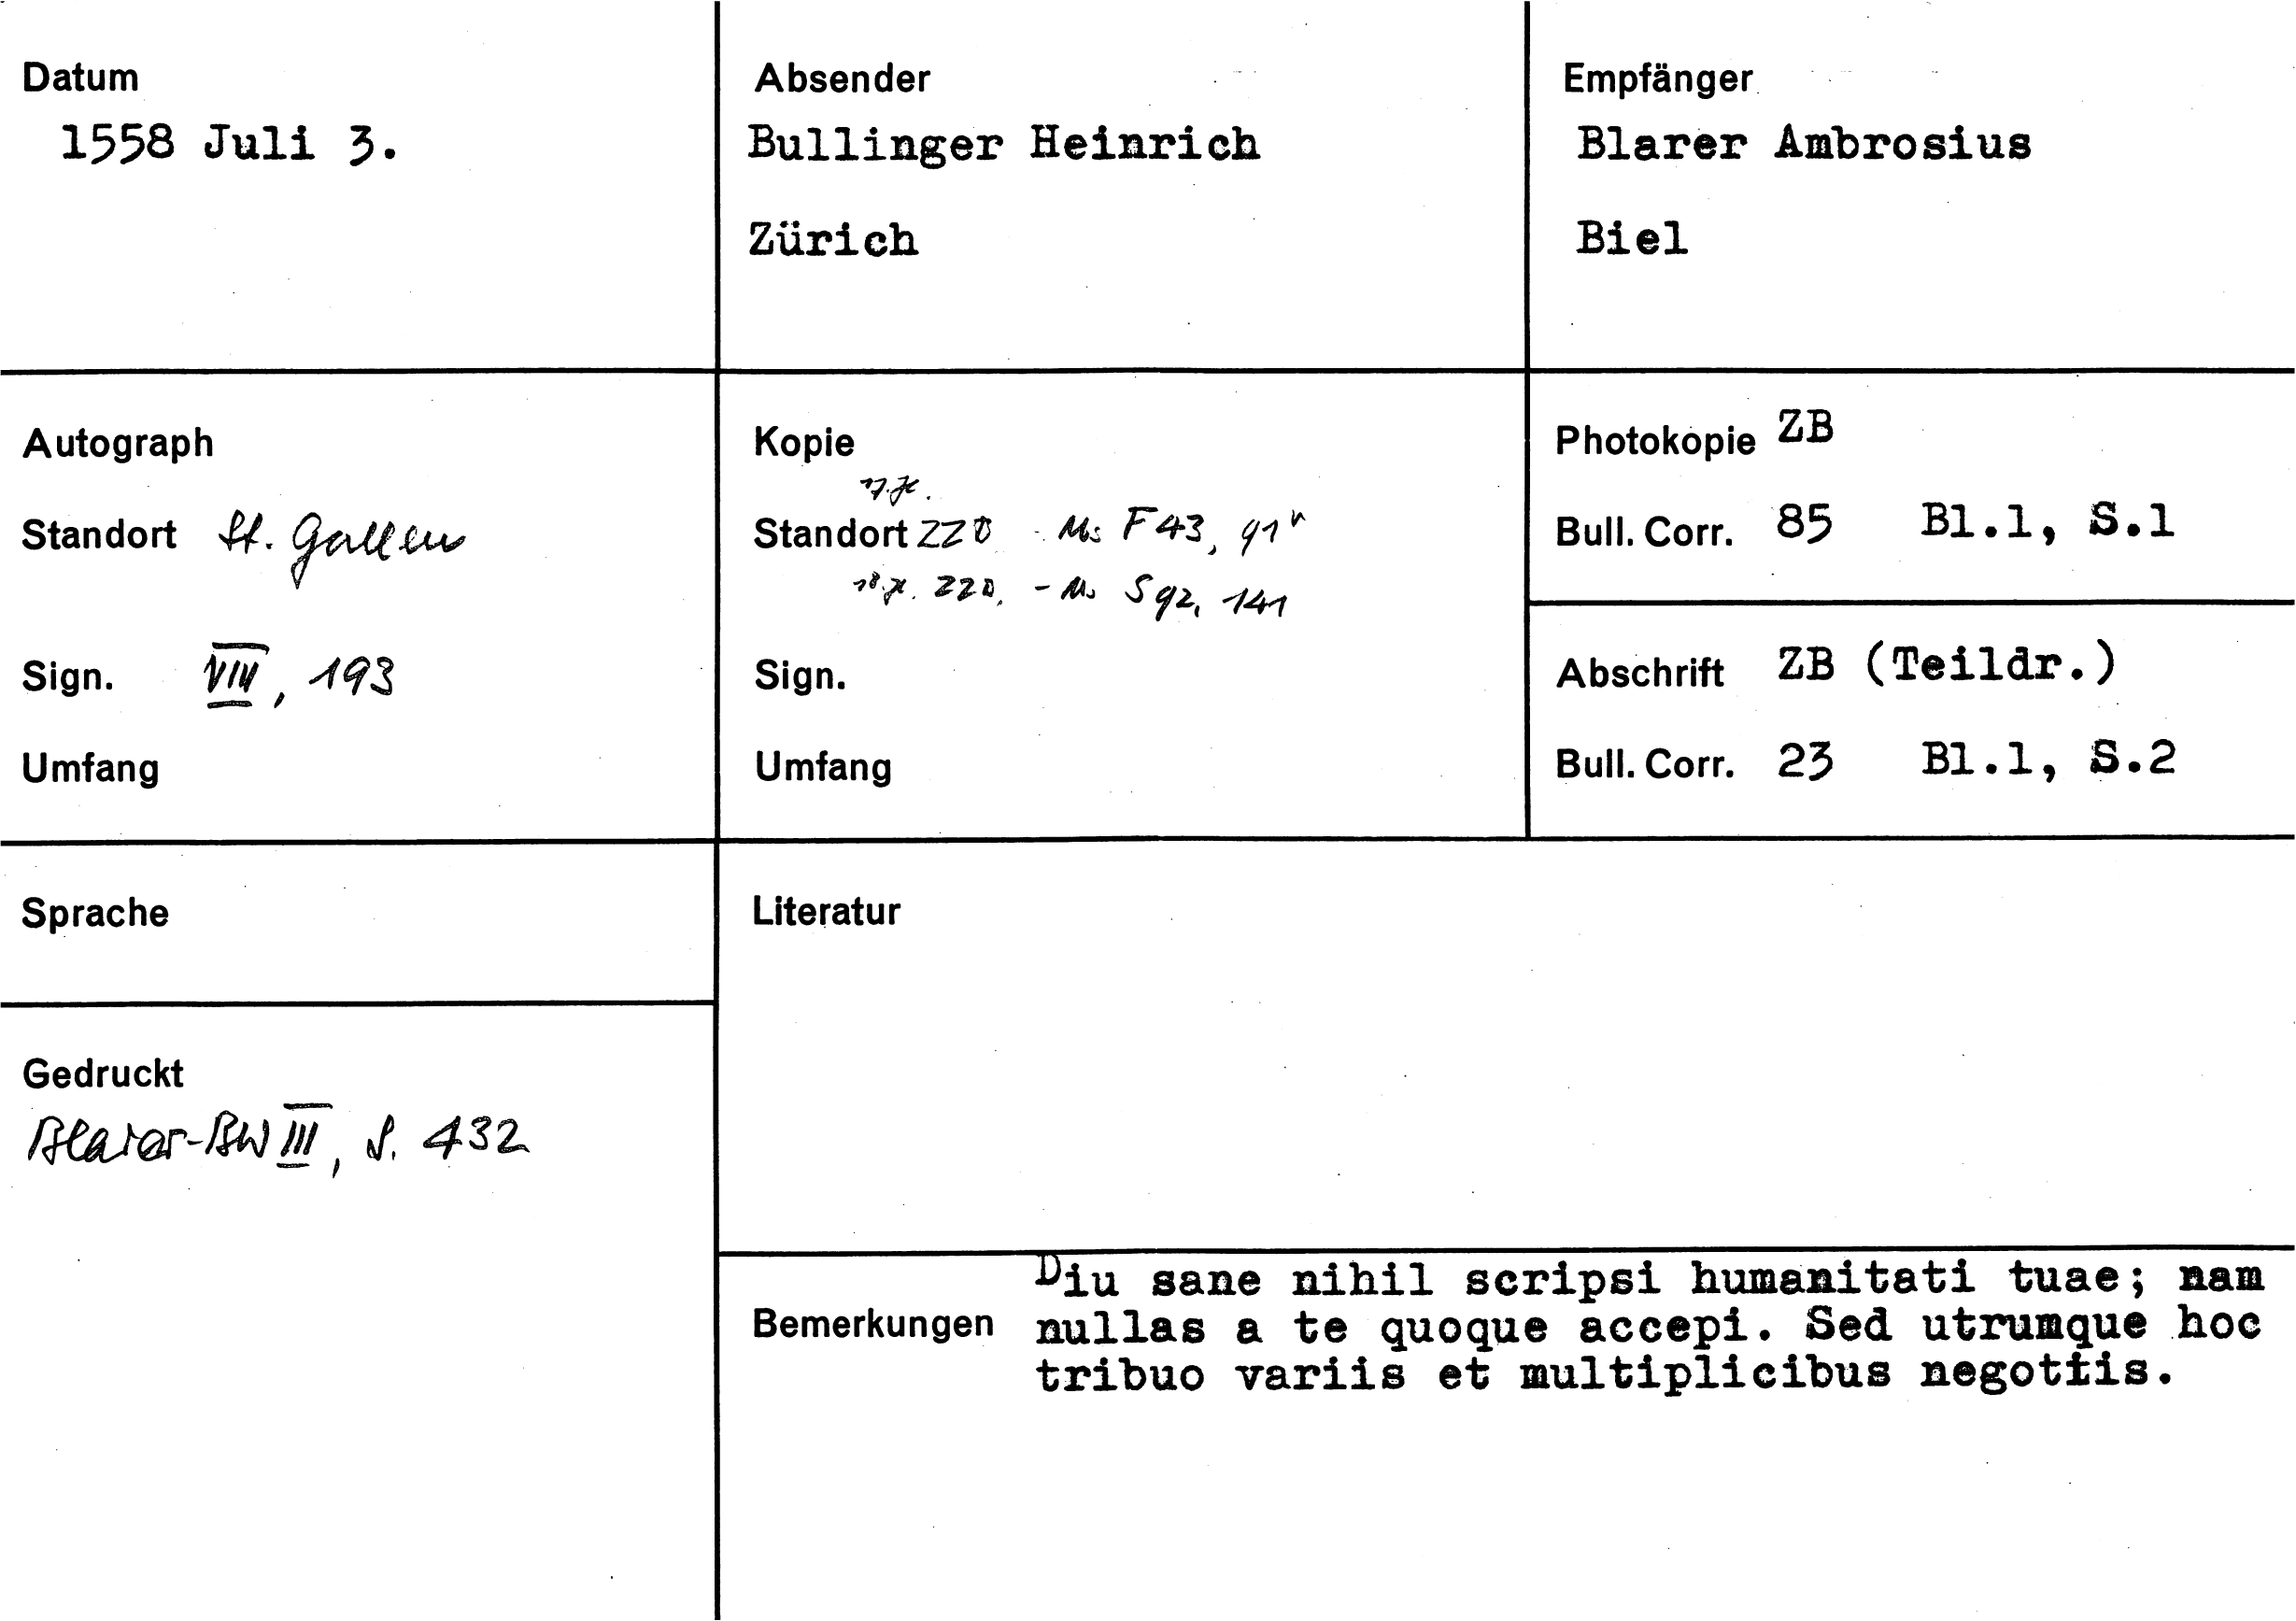 Datum
1558 Juli 3.
Absender
Bullinger Heinrich
Zürich
Empfänger
Blarer Ambrosius
Biel
Autograph
Standort St. Gallen
Sign. VIII, 193
Umfang
Kopie
17. Jh.
Standort ZZB - Ms F 43, 91r
18. Jh. ZZB. - Ms S 92, 141
Sign.
Umfang
Photokopie ZB
Bull. Corr. 85 Bl.1, S.1
Abschrift ZB (Teildr.)
Bull. Corr. 23 Bl.1, S.2
Sprache
Gedruckt
Blarer-BW III, S. 432
Literatur
Bemerkungen
Diu sane nihil scripsi humanitati tuae; nam
nullas a te quoque accepi. Sed utrumque hoc
tribuo variis et multiplicibus negotiis.